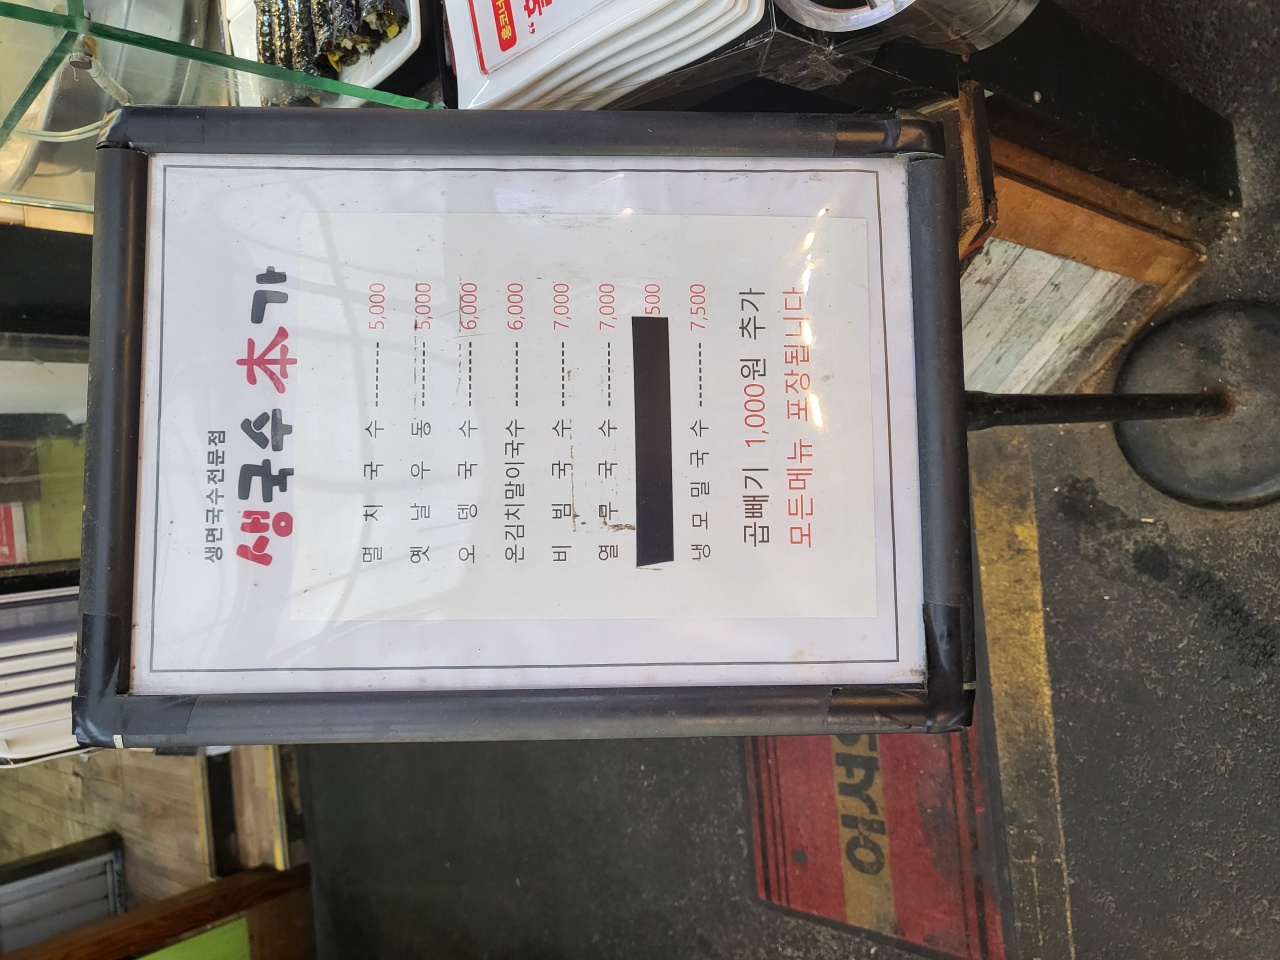 생면국수전문점
생국수 초가
멸 치 국 수 ---------- 5,000
옛 날 우 동 ---------- 5,000
오 뎅 국 수 ---------- 6,000
온김치말이국수 ---------- 6,000
비 빔 국 수 ---------- 7,000
열 무 국 수 ---------- 7,000
500
냉 모 밀 국 수 ---------- 7,500
곱빼기 1,000원 추가
모든메뉴 포장됩니다